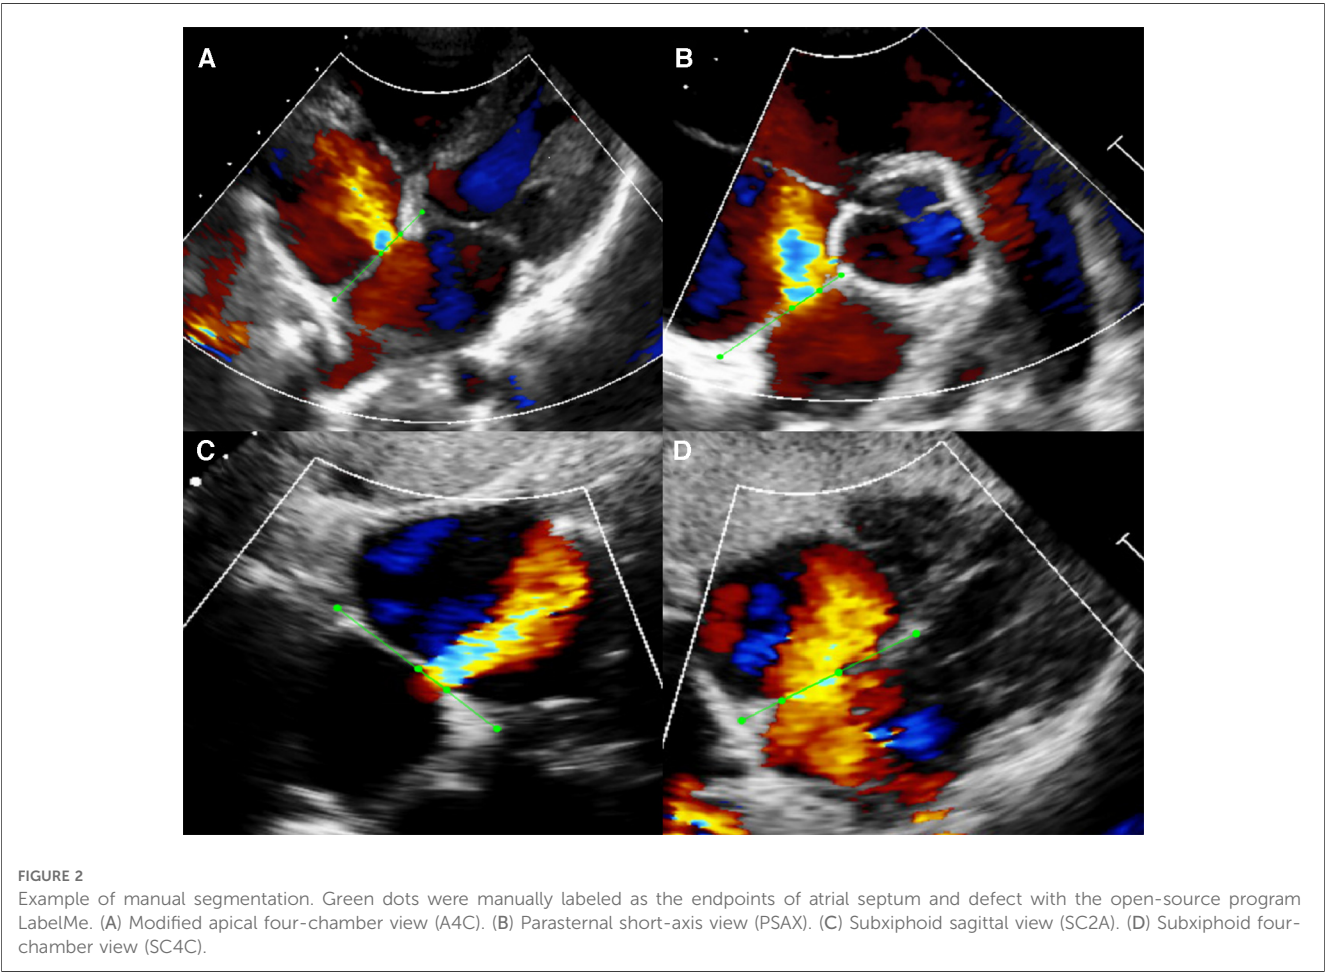 A
B
C
D
FIGURE 2
Example of manual segmentation. Green dots were manually labeled as the endpoints of atrial septum and defect with the open-source program
LabelMe. (A) Modified apical four-chamber view (A4C). (B) Parasternal short-axis view (PSAX). (C) Subxiphoid sagittal view (SC2A). (D) Subxiphoid four-
chamber view (SC4C).